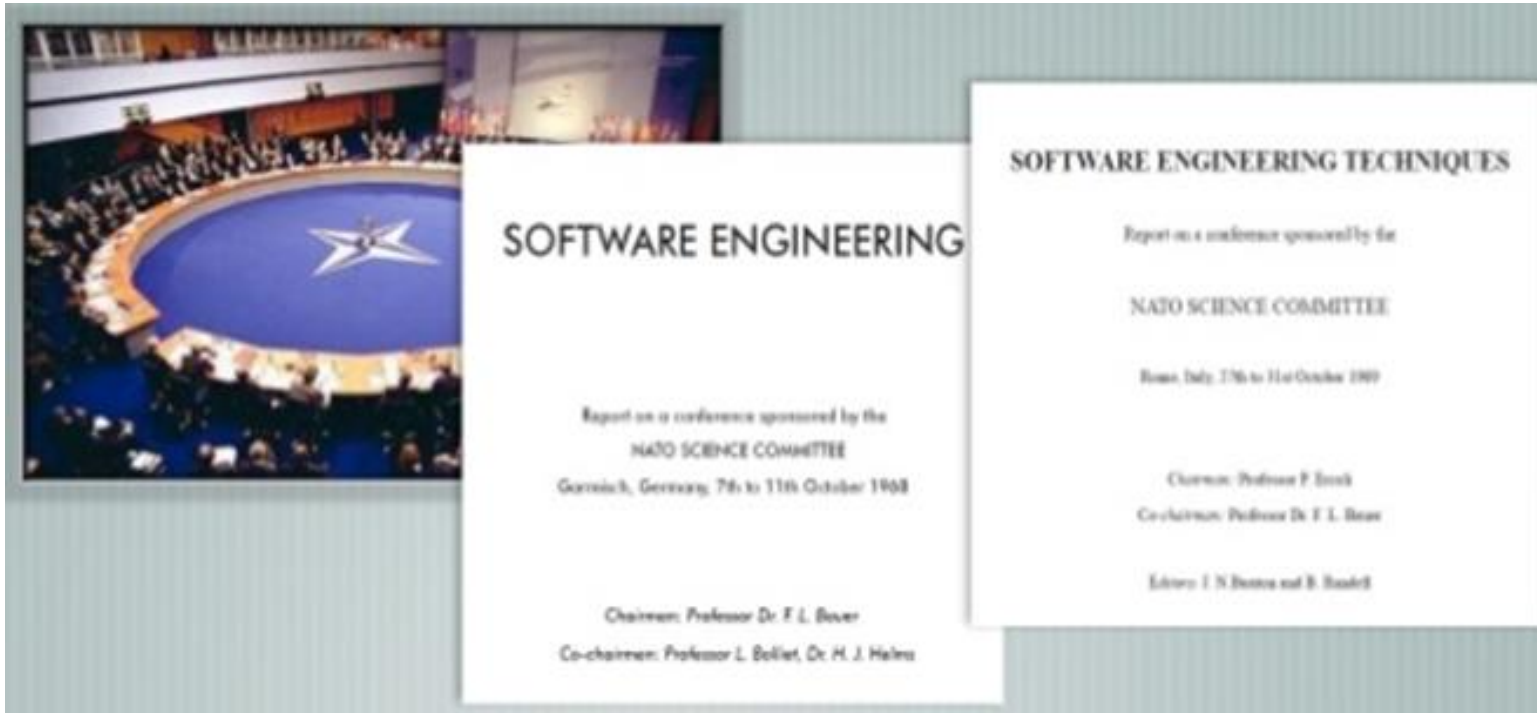 SOFTWARE ENGINEERING
Report on a conference sponsored by the
NATO SCIENCE COMMITTEE
Garmisch, Germany, 7th to 11th October 1968
Chairman: Professor Dr. F. L. Bauer
Co-chairmen: Professor L. Bolliet, Dr. H. J. Helms
SOFTWARE ENGINEERING TECHNIQUES
Report on a conference sponsored by the
NATO SCIENCE COMMITTEE
Rome, Italy, 27th to 31st October 1969
Chairman: Professor P.
Co-chairman: Professor Dr. F. L. Bauer
Editors: J. N. Buxton and B. Randell